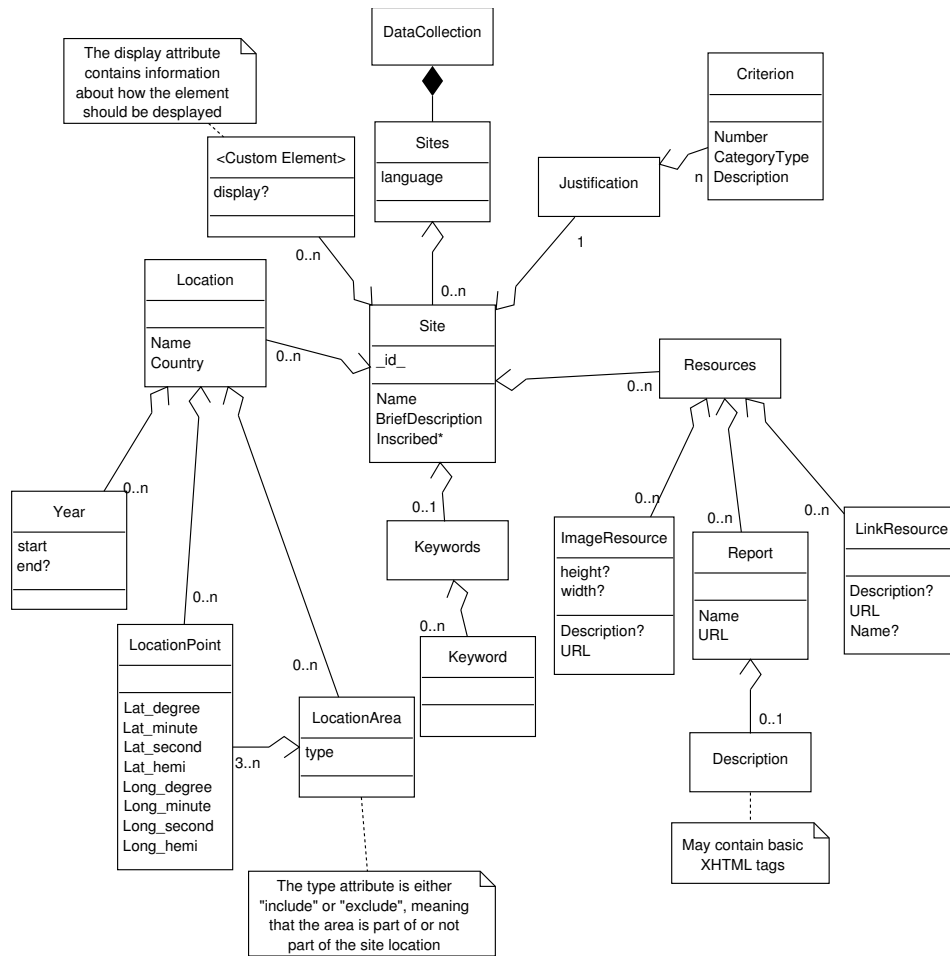 DataCollection
The display attribute
contains information
about how the element
should be desplayed
Criterion
Number
CategoryType
Description
Sites
language
<Custom Element>
display?
Justification
n
1
0..n
0..n
Location
Name
Country
0..n
Site
_id_
Name
BriefDescription
Inscribed*
Resources
0..n
0..n
Year
start
end?
0..1
Keywords
0..n
ImageResource
height?
width?
Description?
URL
0..n
Report
Name
URL
0..n
LinkResource
Description?
URL
Name?
0..n
LocationPoint
Lat_degree
Lat_minute
Lat_second
Lat_hemi
Long_degree
Long_minute
Long_second
Long_hemi
0..n
Keyword
0..n
LocationArea
type
3..n
0..1
Description
May contain basic
XHTML tags
The type attribute is either
"include" or "exclude", meaning
that the area is part of or not
part of the site location